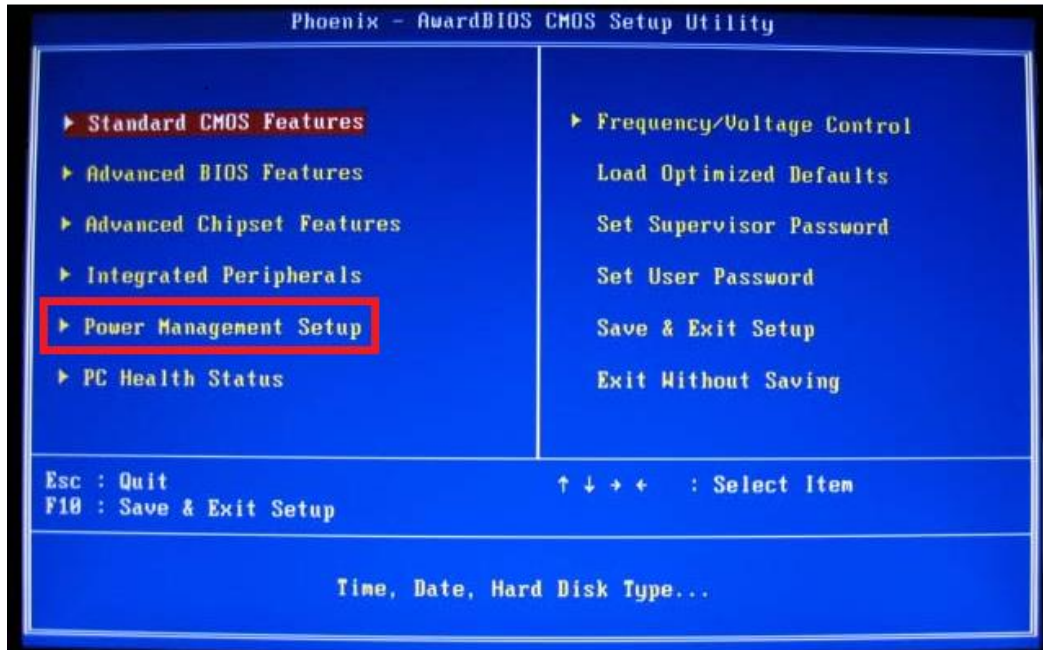 Phoenix - AwardBIOS CMOS Setup Utility
▶ Standard CMOS Features
▶ Advanced BIOS Features
▶ Advanced Chipset Features
▶ Integrated Peripherals
▶ Power Management Setup
▶ PC Health Status
▶ Frequency/Voltage Control
Load Optimized Defaults
Set Supervisor Password
Set User Password
Save & Exit Setup
Exit Without Saving
Esc : Quit
F10 : Save & Exit Setup
↑ ↓ → ← : Select Item
Time, Date, Hard Disk Type...